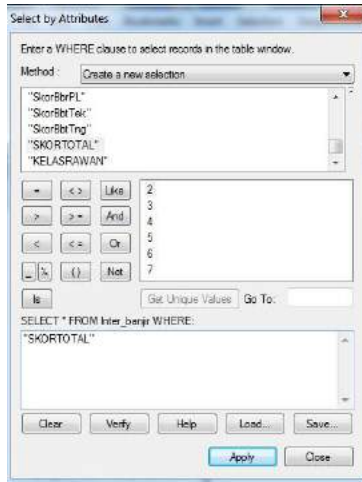 Select by Attributes
Enter a WHERE clause to select records in the table window.
Method : Create a new selection
"SkorBbrPL"
"SkorBbtTek"
"SkorBbtTng"
"SKORTOTAL"
"KELASRAWAN"
= < > Like
> > = And
< < = Or
_ % ( ) Not
Is
2
3
4
5
6
7
Get Unique Values Go To:
SELECT * FROM Inter_banjir WHERE:
"SKORTOTAL"
Clear Verify Help Load... Save...
Apply Close